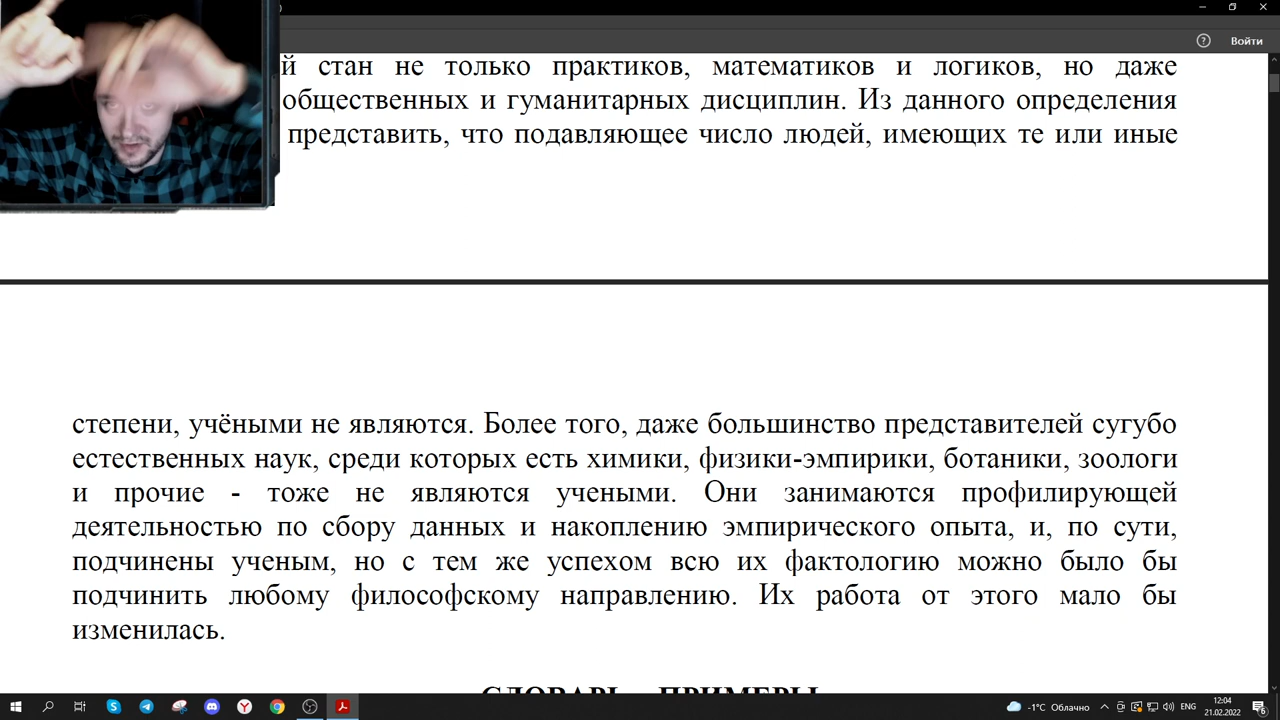 Войти
й стан не только практиков, математиков и логиков, но даже
общественных и гуманитарных дисциплин. Из данного определения
представить, что подавляющее число людей, имеющих те или иные
степени, учёными не являются. Более того, даже большинство представителей сугубо
естественных наук, среди которых есть химики, физики-эмпирики, ботаники, зоологи
и прочие - тоже не являются учеными. Они занимаются профилирующей
деятельностью по сбору данных и накоплению эмпирического опыта, и, по сути,
подчинены ученым, но с тем же успехом всю их фактологию можно было бы
подчинить любому философскому направлению. Их работа от этого мало бы
изменилась.
СЛОВАРЬ ПРИМЕРЫ
-1°C Облачно
ENG
12:04
21.02.2022
6